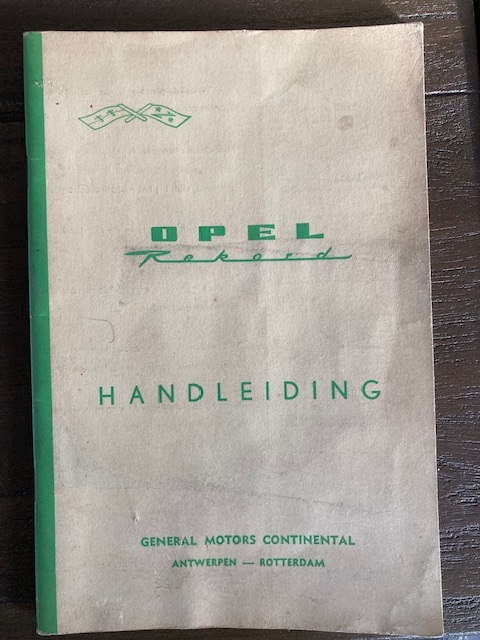 OPEL
Rekord
HANDLEIDING
GENERAL MOTORS CONTINENTAL
ANTWERPEN — ROTTERDAM